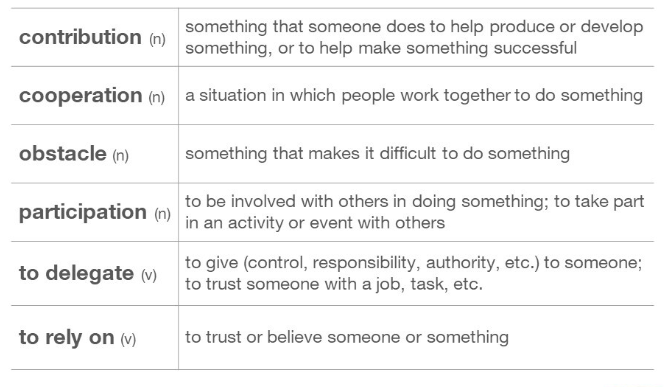 contribution (n)
something that someone does to help produce or develop
something, or to help make something successful
cooperation (n)
a situation in which people work together to do something
obstacle (n)
something that makes it difficult to do something
participation (n)
to be involved with others in doing something; to take part
in an activity or event with others
to delegate (v)
to give (control, responsibility, authority, etc.) to someone;
to trust someone with a job, task, etc.
to rely on (v)
to trust or believe someone or something